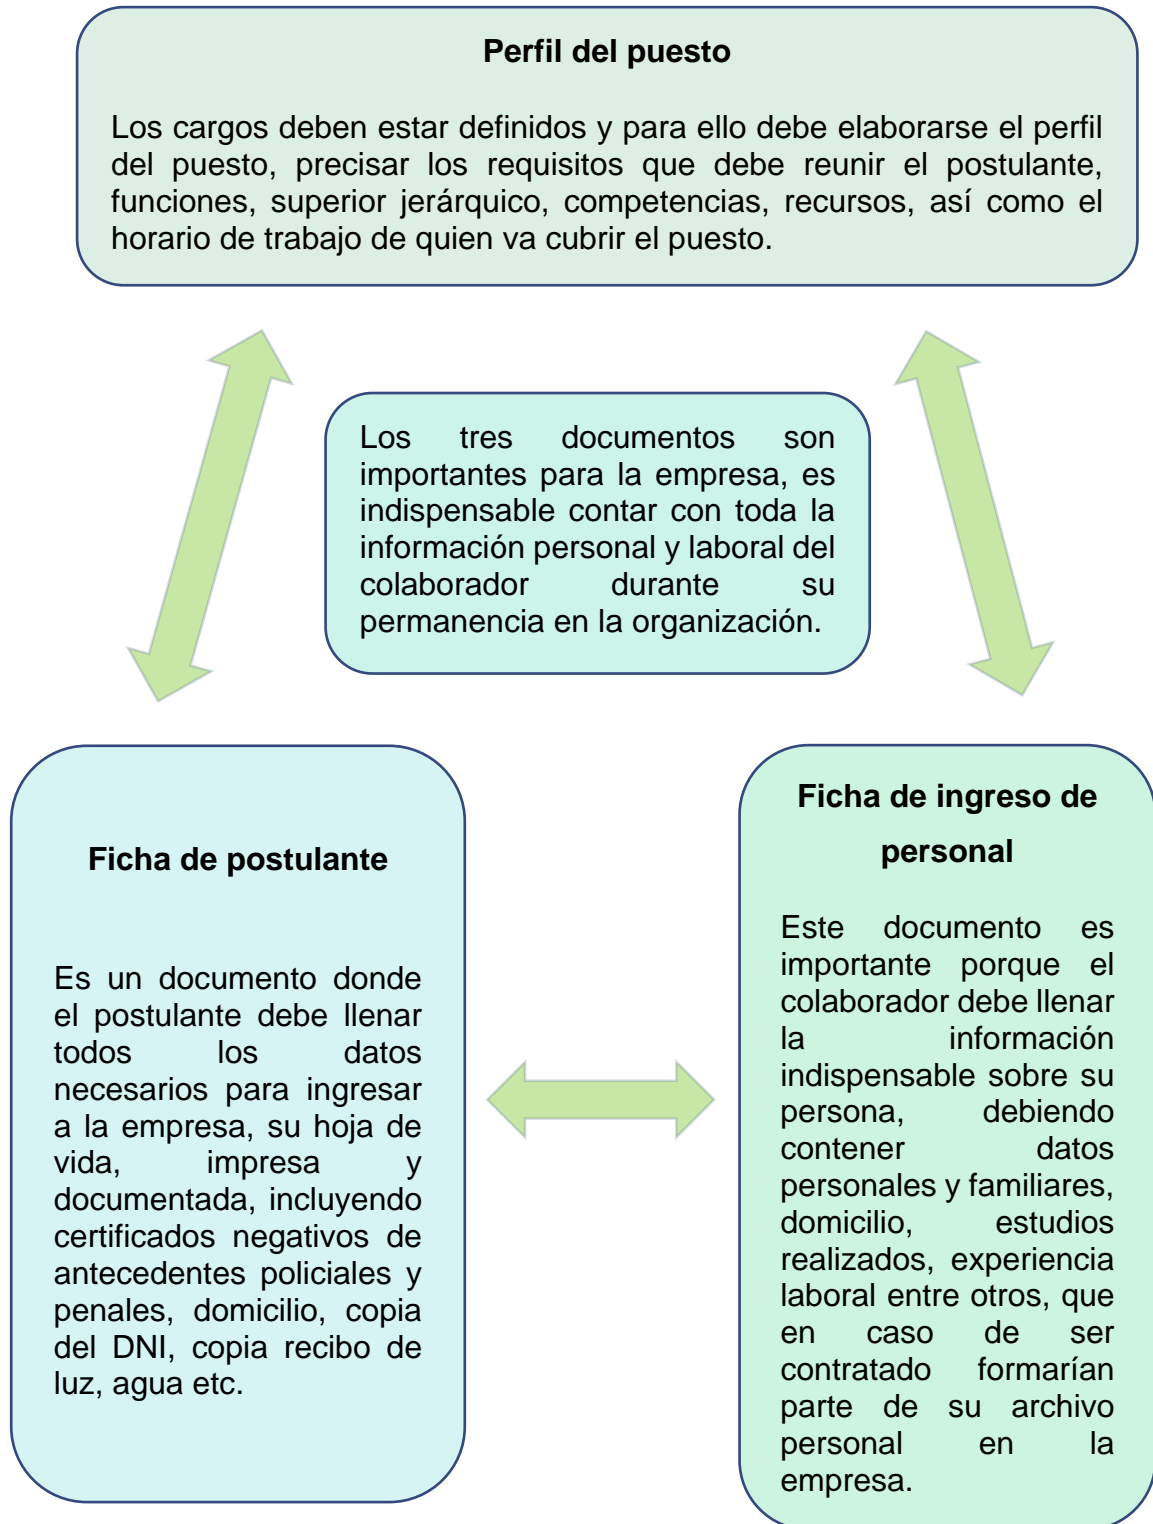 Perfil del puesto
Los cargos deben estar definidos y para ello debe elaborarse el perfil
del puesto, precisar los requisitos que debe reunir el postulante,
funciones, superior jerárquico, competencias, recursos, así como el
horario de trabajo de quien va cubrir el puesto.
Los tres documentos son
importantes para la empresa, es
indispensable contar con toda la
información personal y laboral del
colaborador durante su
permanencia en la organización.
Ficha de postulante
Es un documento donde
el postulante debe llenar
todos los datos
necesarios para ingresar
a la empresa, su hoja de
vida, impresa y
documentada, incluyendo
certificados negativos de
antecedentes policiales y
penales, domicilio, copia
del DNI, copia recibo de
luz, agua etc.
Ficha de ingreso de
personal
Este documento es
importante porque el
colaborador debe llenar
la información
indispensable sobre su
persona, debiendo
contener datos
personales y familiares,
domicilio, estudios
realizados, experiencia
laboral entre otros, que
en caso de ser
contratado formarían
parte de su archivo
personal en la
empresa.